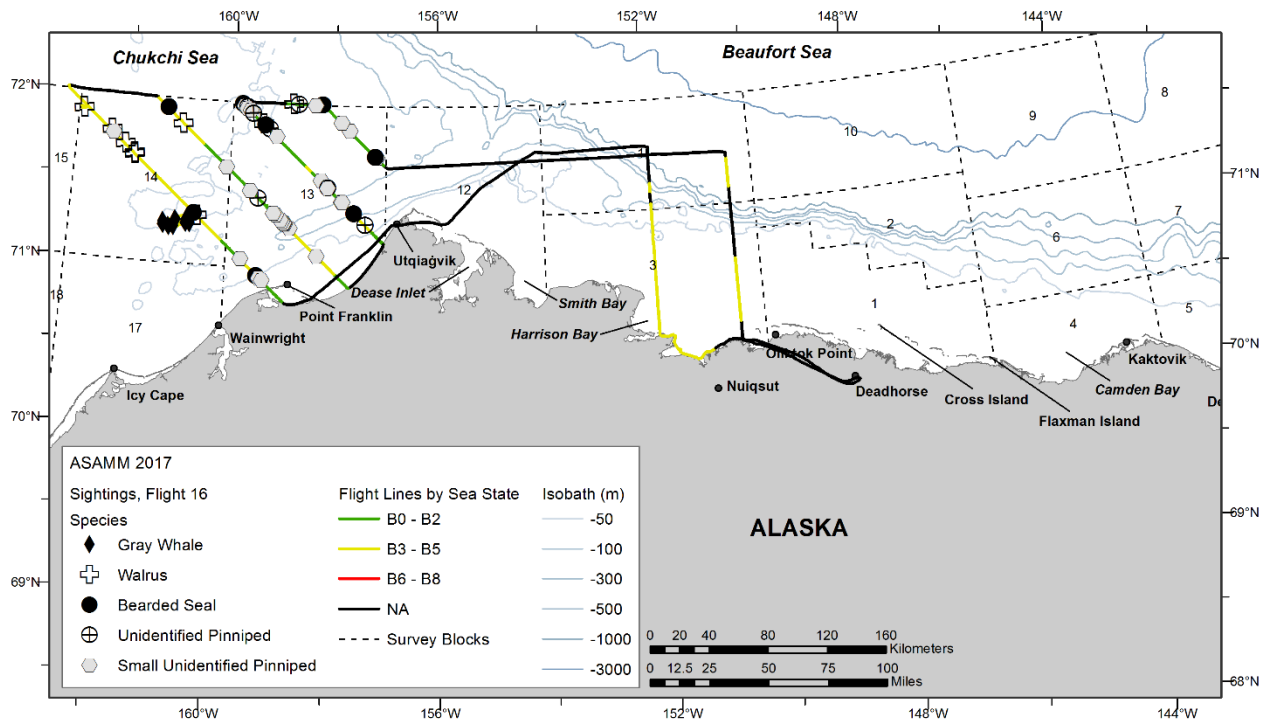 160°W 156°W 152°W 148°W 144°W
Chukchi Sea
Beaufort Sea
72°N
8
9
10
71°N
15
14
13
12
1
3
2
7
6
5
4
1
71°N
Utqiaġvik
Dease Inlet
Smith Bay
Point Franklin
Harrison Bay
18
17
Wainwright
70°N
Oliktok Point
Kaktovik
Icy Cape
Nuiqsut
Deadhorse
Camden Bay
Cross Island
Flaxman Island
70°N
ASAMM 2017
Sightings, Flight 16
Species
Gray Whale
Walrus
Bearded Seal
Unidentified Pinniped
Small Unidentified Pinniped
Flight Lines by Sea State
B0 - B2
B3 - B5
B6 - B8
NA
Survey Blocks
Isobath (m)
-50
-100
-300
-500
-1000
-3000
ALASKA
69°N
69°N
0 20 40 80 120 160
Kilometers
0 12.5 25 50 75 100
Miles
68°N
160°W 158°W 156°W 154°W 152°W 150°W 148°W 146°W 144°W